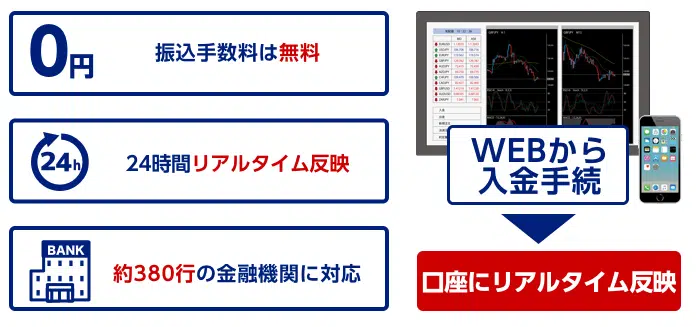 0円
振込手数料は無料
24h
24時間リアルタイム反映
BANK
約380行の金融機関に対応
WEBから
入金手続
口座にリアルタイム反映